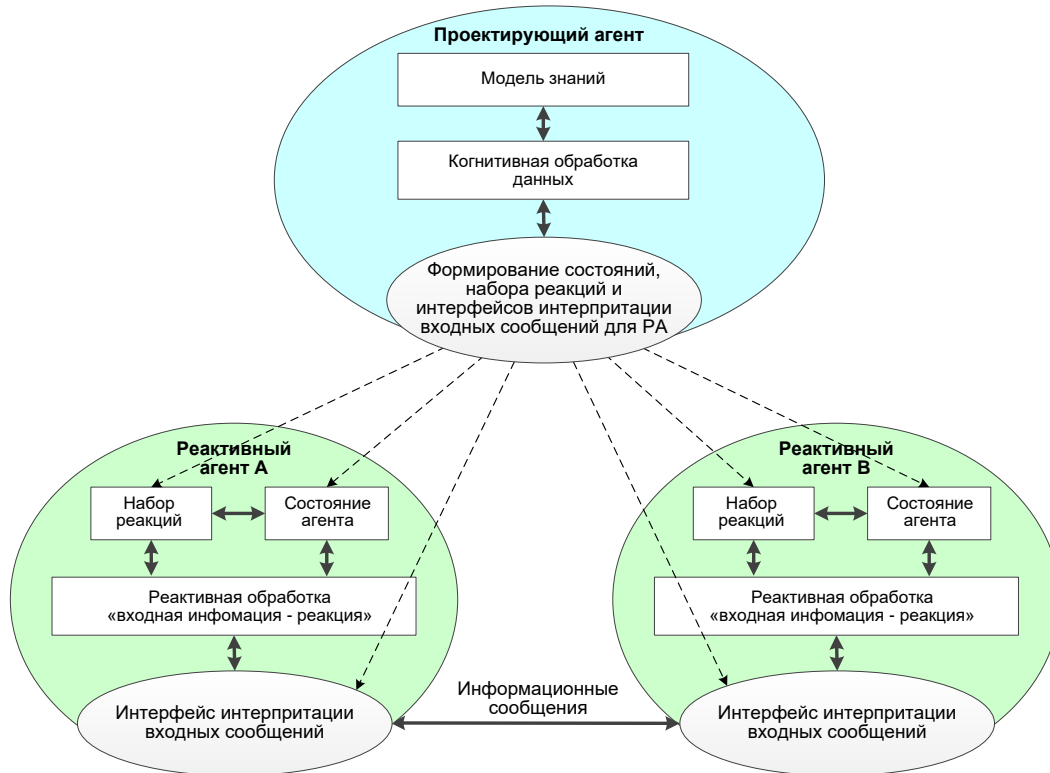 Проектирующий агент
Модель знаний
Когнитивная обработка
данных
Формирование состояний,
набора реакций и
интерфейсов интерпритации
входных сообщений для РА
Реактивный
агент А
Набор
реакций
Состояние
агента
Реактивная обработка
«входная инфомация - реакция»
Интерфейс интерпритации
входных сообщений
Информационные
сообщения
Реактивный
агент В
Набор
реакций
Состояние
агента
Реактивная обработка
«входная инфомация - реакция»
Интерфейс интерпритации
входных сообщений